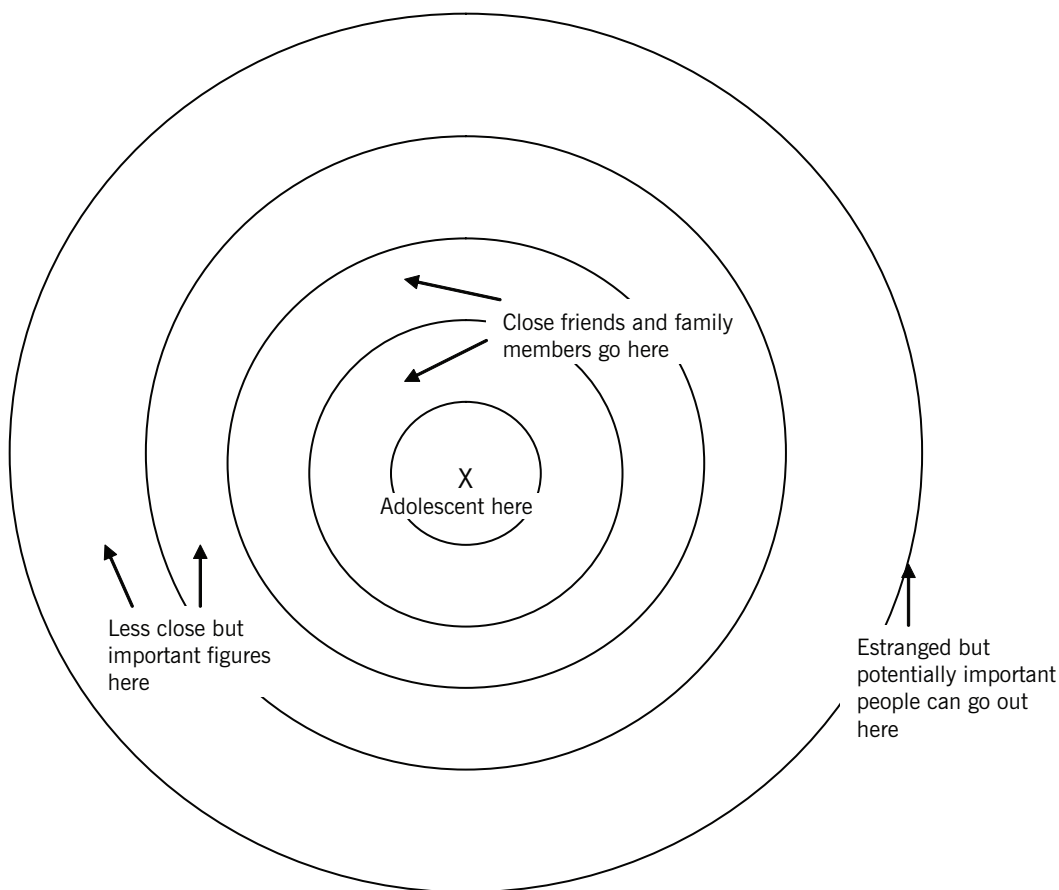 Close friends and family
members go here
X
Adolescent here
Less close but
important figures
here
Estranged but
potentially important
people can go out
here